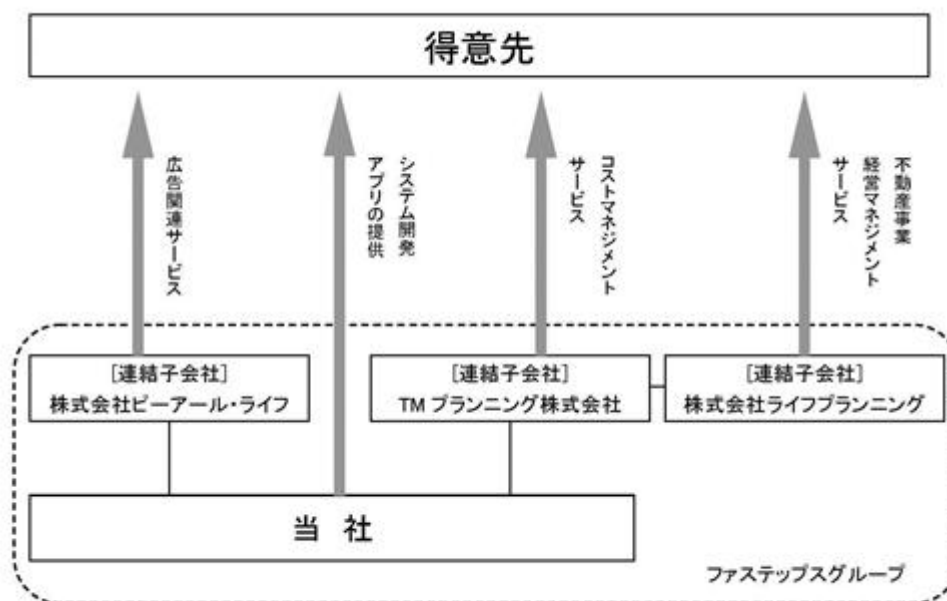 得意先
広告関連サービス
システム開発
アプリの提供
コストマネジメント
サービス
不動産事業
経営マネジメント
サービス
［連結子会社］
株式会社ピーアール・ライフ
［連結子会社］
TMプランニング株式会社
［連結子会社］
株式会社ライフプランニング
当 社
ファステップスグループ